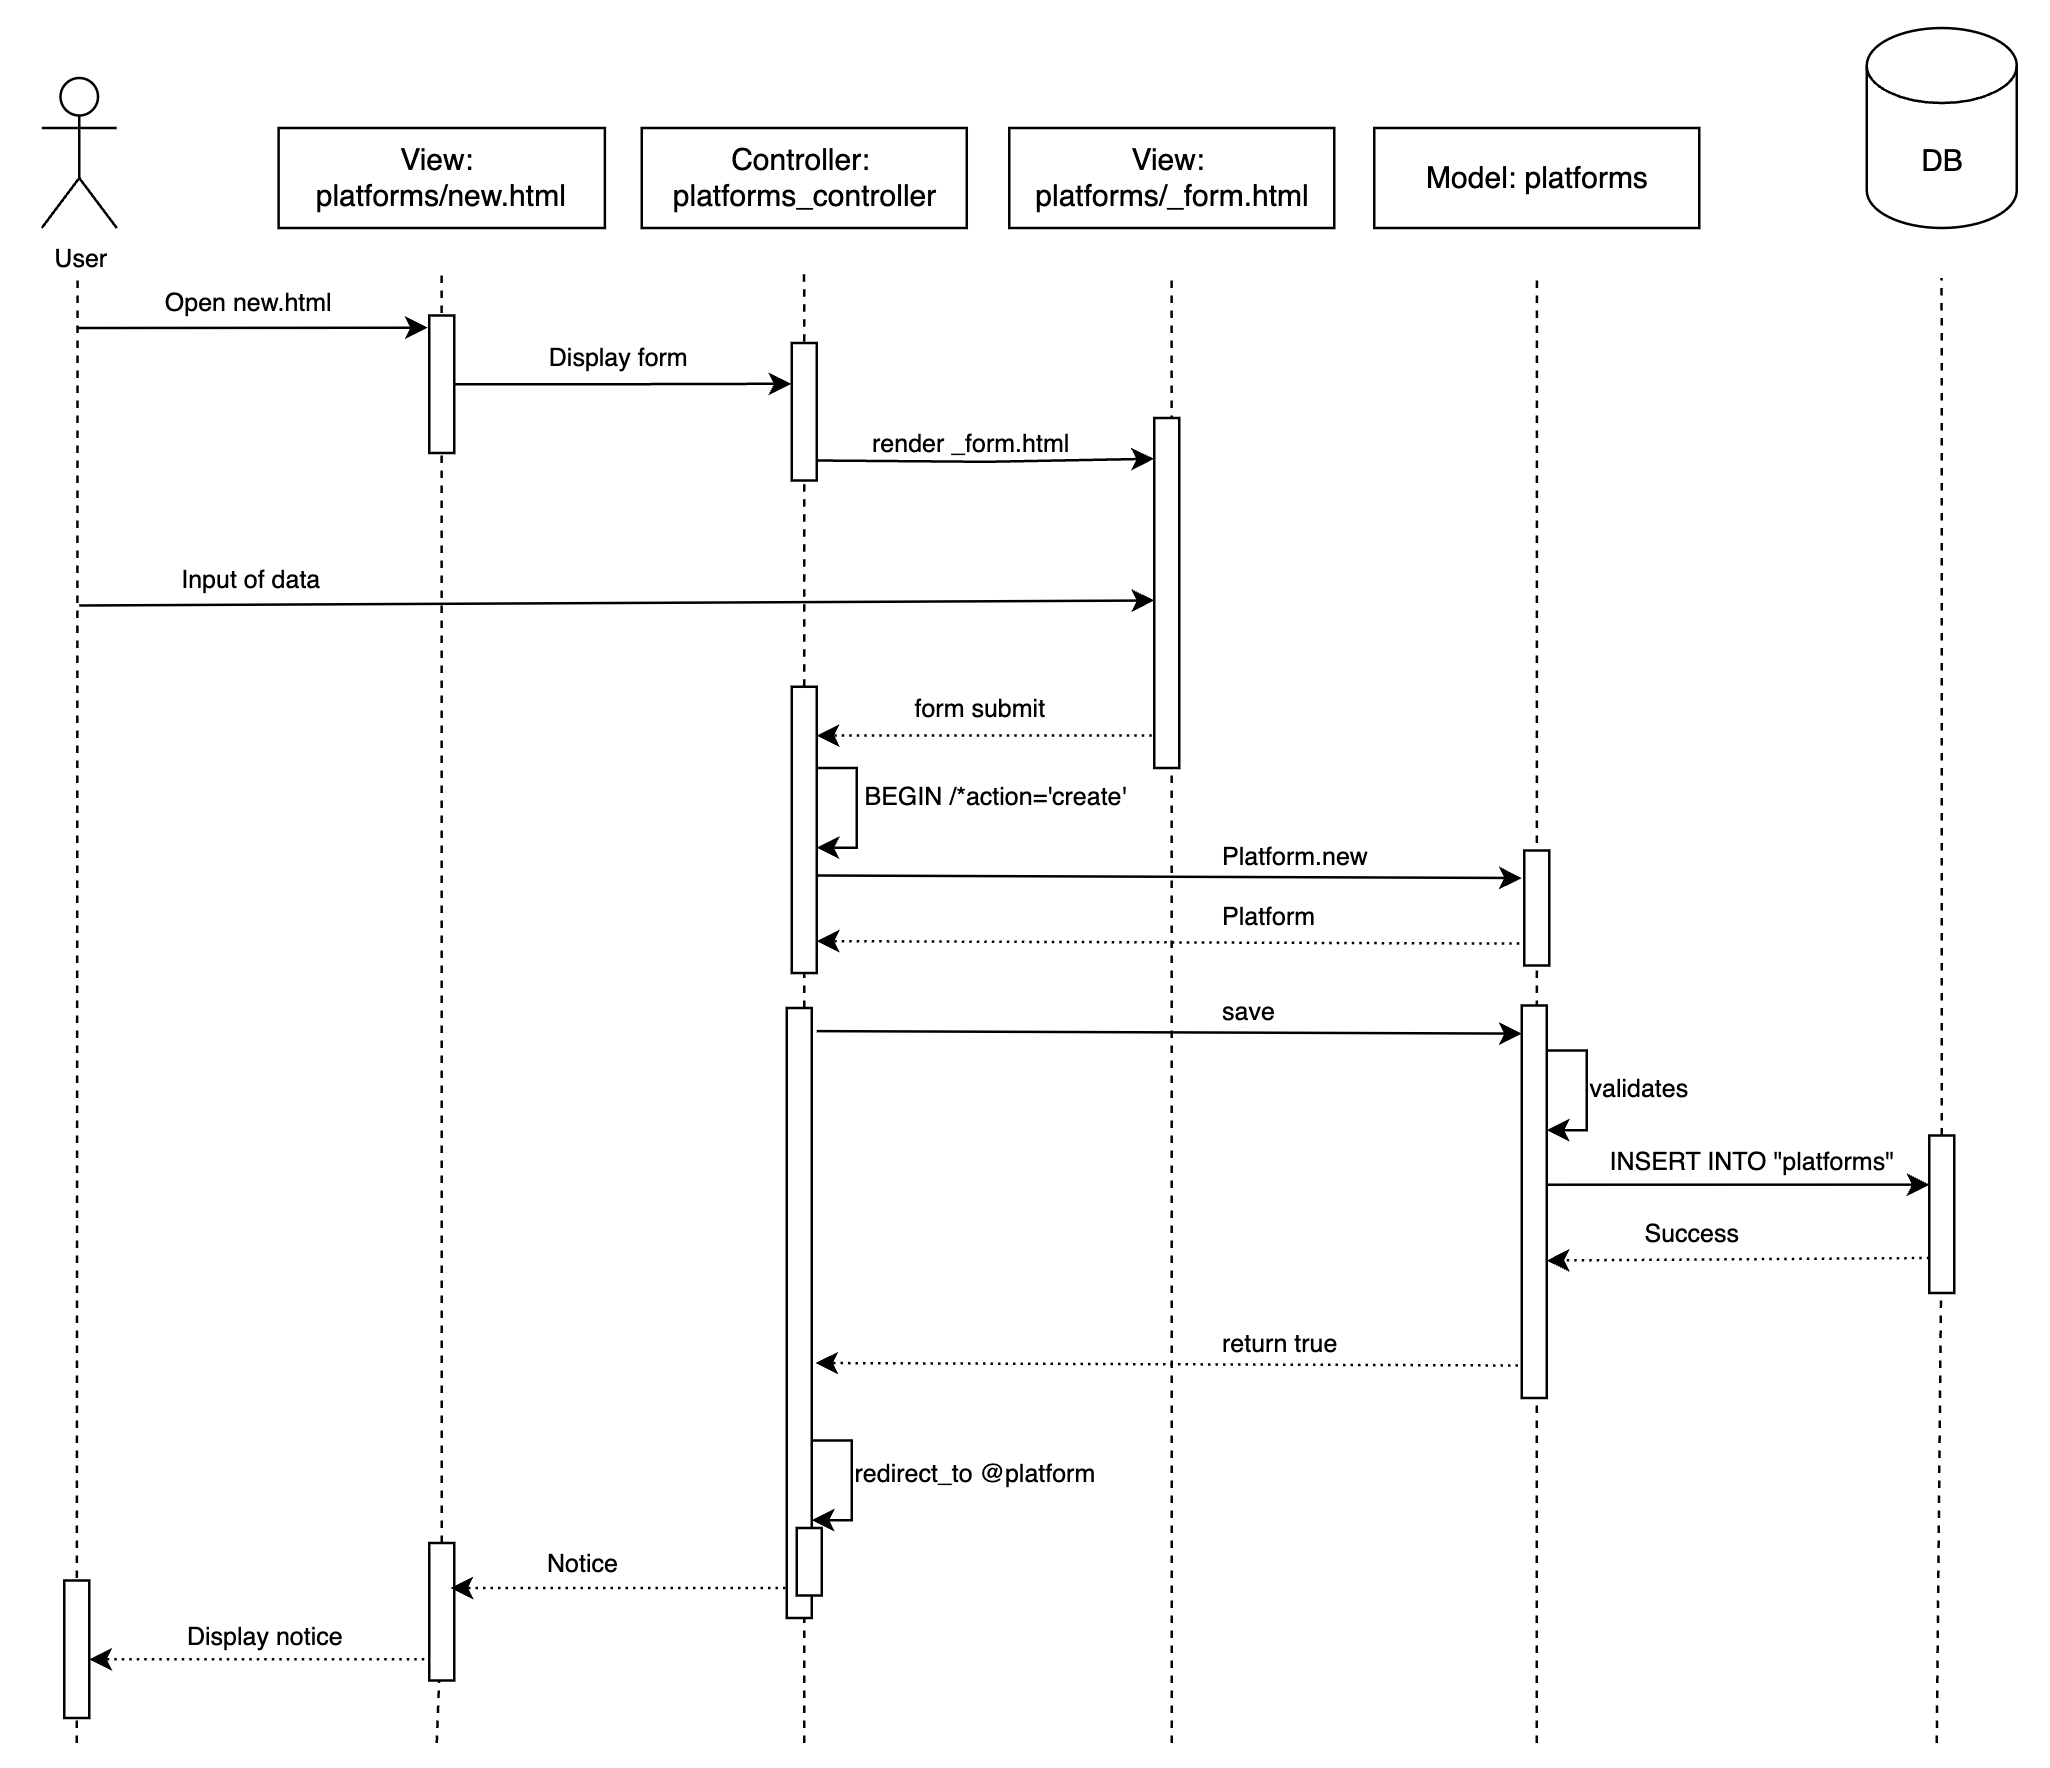 View:
platforms/new.html
Controller:
platforms_controller
View:
platforms/_form.html
Model: platforms
DB
User
Open new.html
Display form
render _form.html
Input of data
form submit
BEGIN /*action='create'
Platform.new
Platform
save
validates
INSERT INTO "platforms"
Success
return true
redirect_to @platform
Notice
Display notice